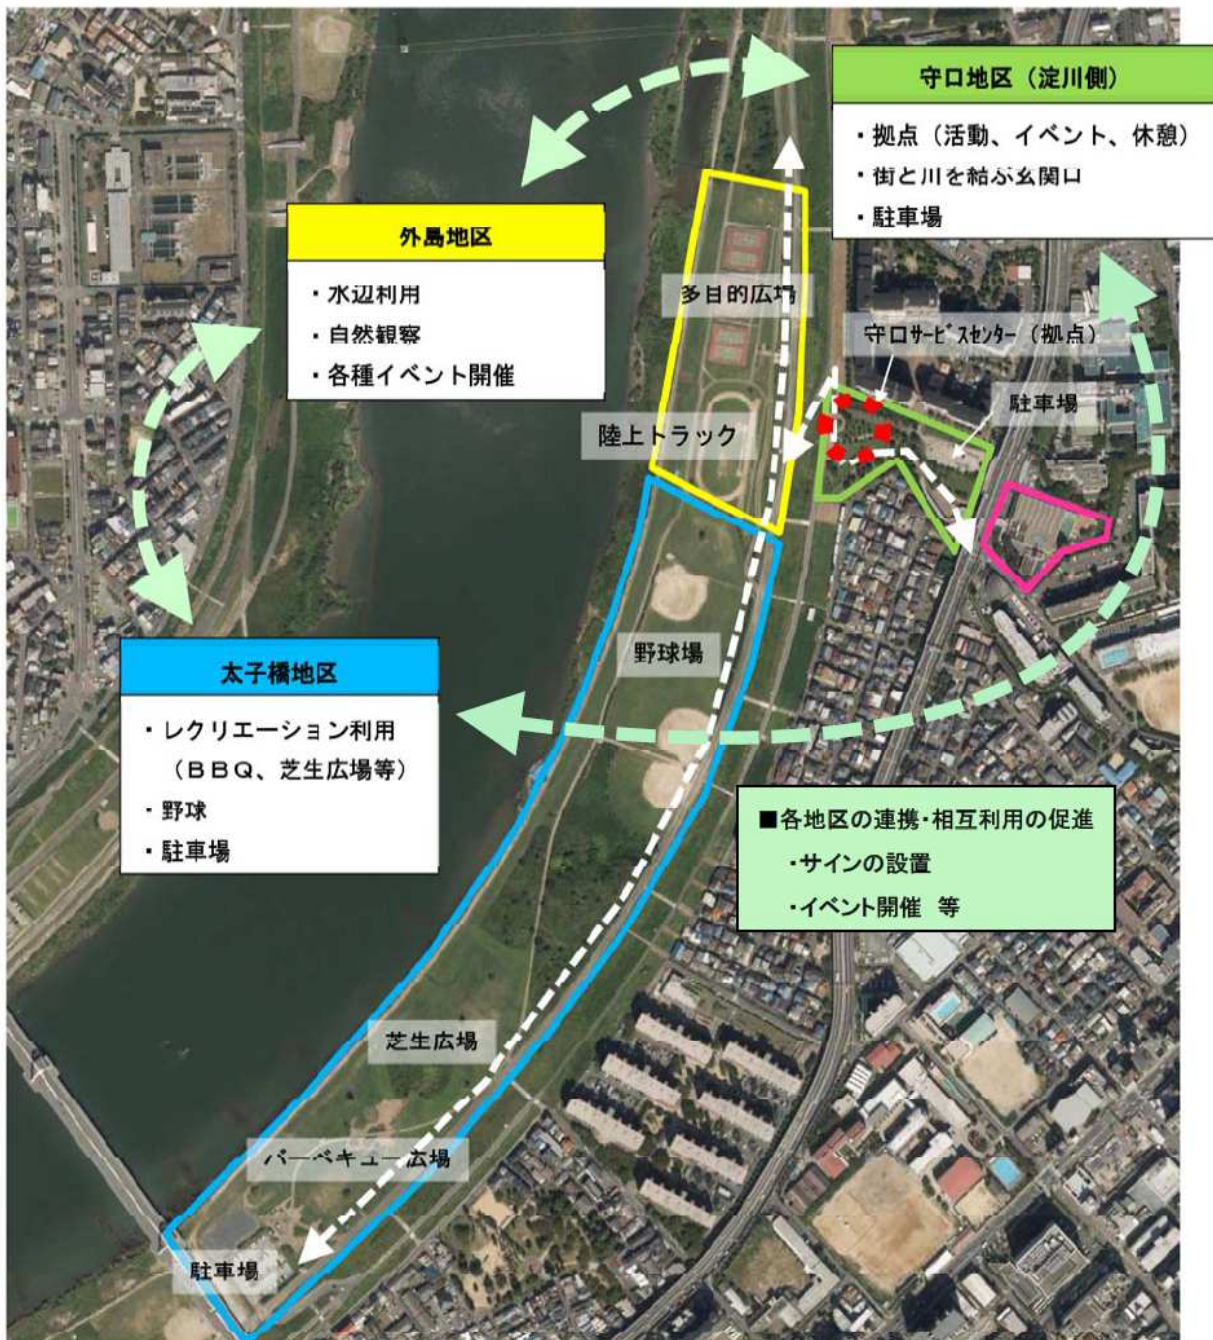 守口地区（淀川側）
・拠点（活動、イベント、休憩）
・街と川を結ぶ玄関口
・駐車場
外島地区
・水辺利用
・自然観察
・各種イベント開催
多目的広場
守口サービスセンター（拠点）
駐車場
陸上トラック
野球場
太子橋地区
・レクリエーション利用
（ＢＢＱ、芝生広場等）
・野球
・駐車場
■各地区の連携・相互利用の促進
・サインの設置
・イベント開催 等
芝生広場
バーベキュー広場
駐車場